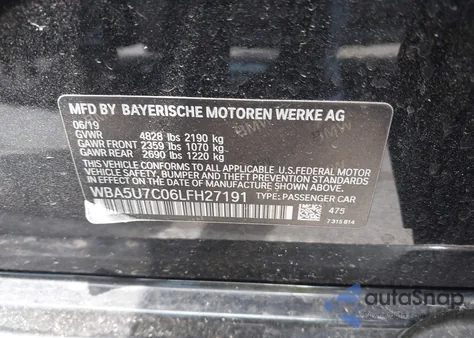 MFD BY BAYERISCHE MOTOREN WERKE AG
06/19
GVWR 4828 lbs 2190 kg
GAWR FRONT 2359 lbs 1070 kg
GAWR REAR 2690 lbs 1220 kg
THIS VEHICLE CONFORMS TO ALL APPLICABLE U.S. FEDERAL MOTOR
VEHICLE SAFETY, BUMPER, AND THEFT PREVENTION STANDARDS
IN EFFECT ON THE DATE OF MANUFACTURE SHOWN ABOVE.
WBA5U7C06LFH27191 TYPE: PASSENGER CAR
475
7 315 814
autoSnap